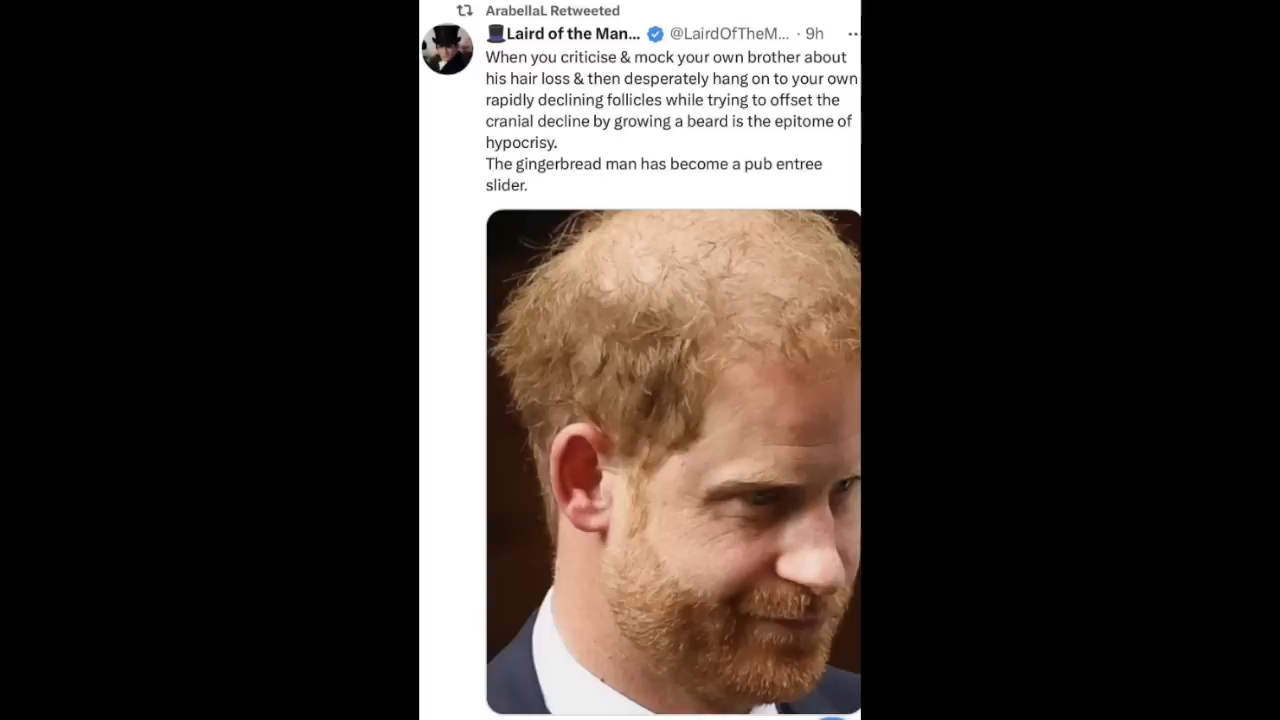 ArabellaL Retweeted
Laird of the Man... @LairdOfTheM... · 9h
When you criticise & mock your own brother about
his hair loss & then desperately hang on to your own
rapidly declining follicles while trying to offset the
cranial decline by growing a beard is the epitome of
hypocrisy.
The gingerbread man has become a pub entree
slider.